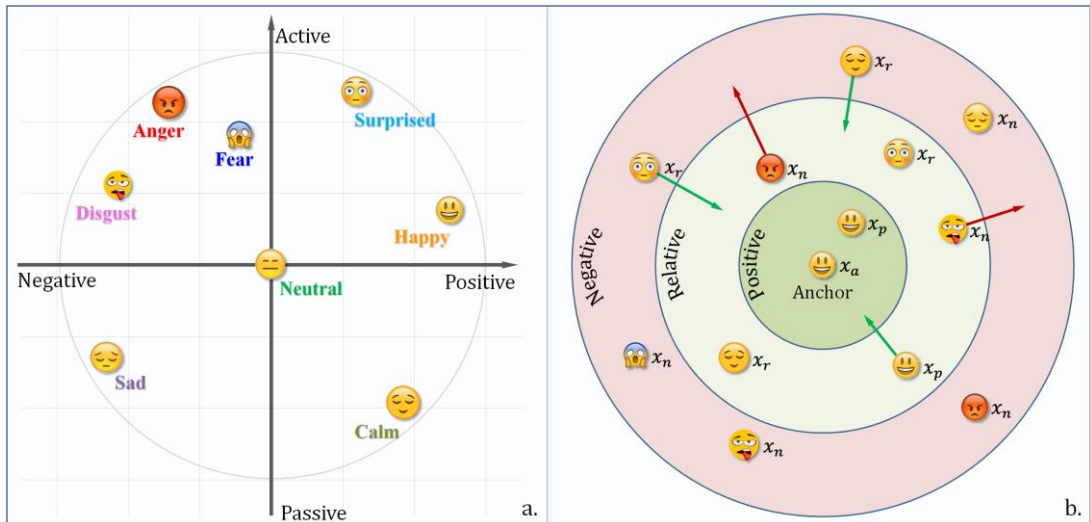 Active
Anger
Surprised
Fear
Disgust
Happy
Negative
Positive
Neutral
Sad
Calm
Passive
a.
Negative
Relative
Positive
Anchor
x_a
x_p
x_p
x_r
x_r
x_r
x_r
x_n
x_n
x_n
x_n
x_n
x_n
b.